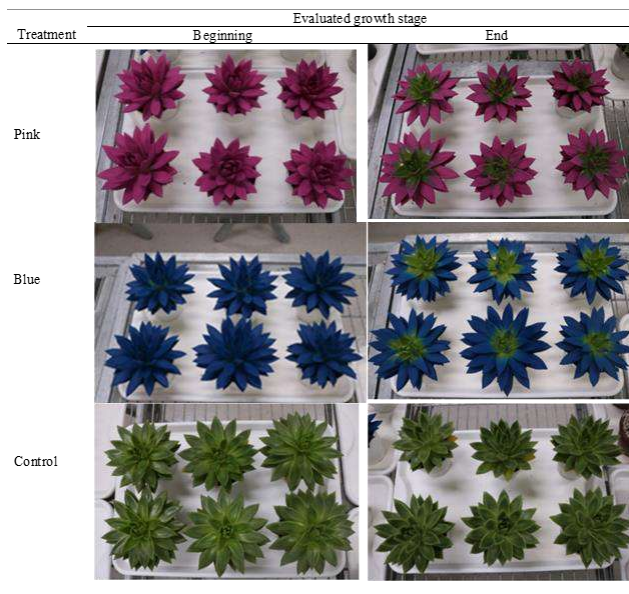 Evaluated growth stage
Treatment Beginning End
Pink
Blue
Control